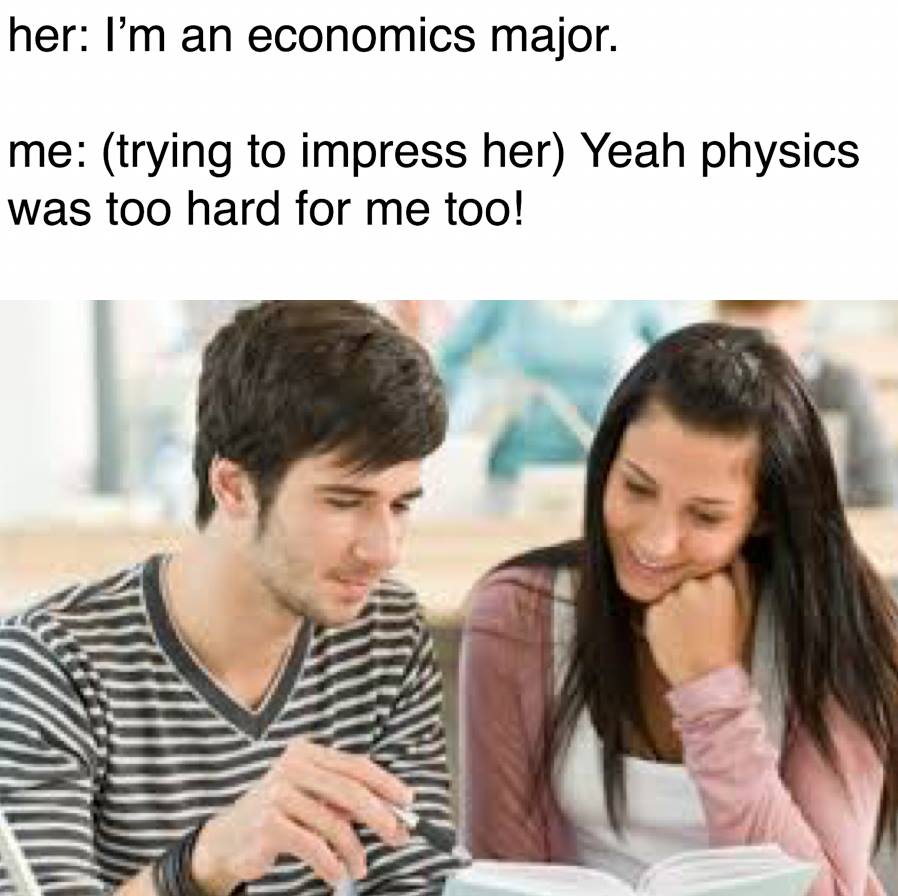 her: I’m an economics major.
me: (trying to impress her) Yeah physics
was too hard for me too!